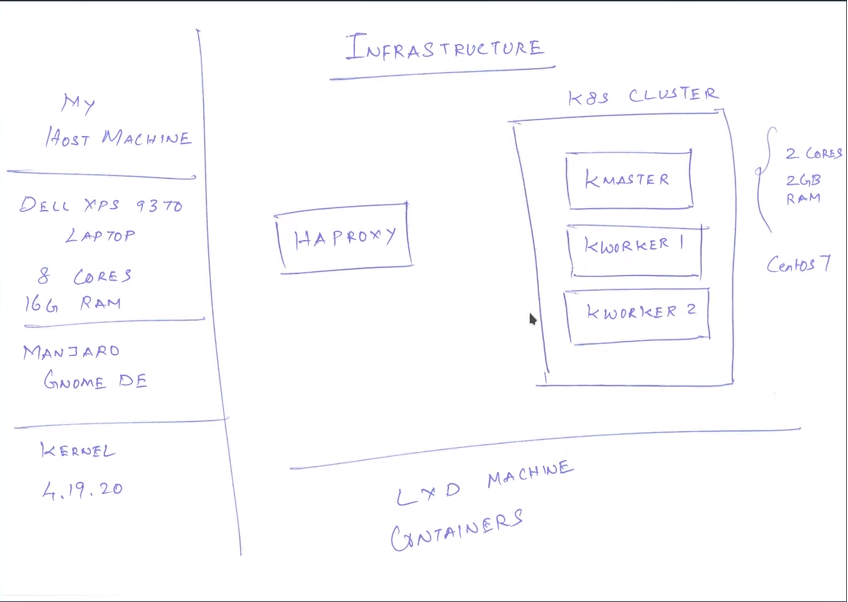 INFRASTRUCTURE
MY
HOST MACHINE
DELL XPS 9370
LAPTOP
8 CORES
16G RAM
MANJARO
GNOME DE
KERNEL
4.19.20
HAPROXY
K8S CLUSTER
KMASTER
KWORKER 1
KWORKER 2
2 CORES
2GB
RAM
Centos 7
LXD MACHINE
CONTAINERS